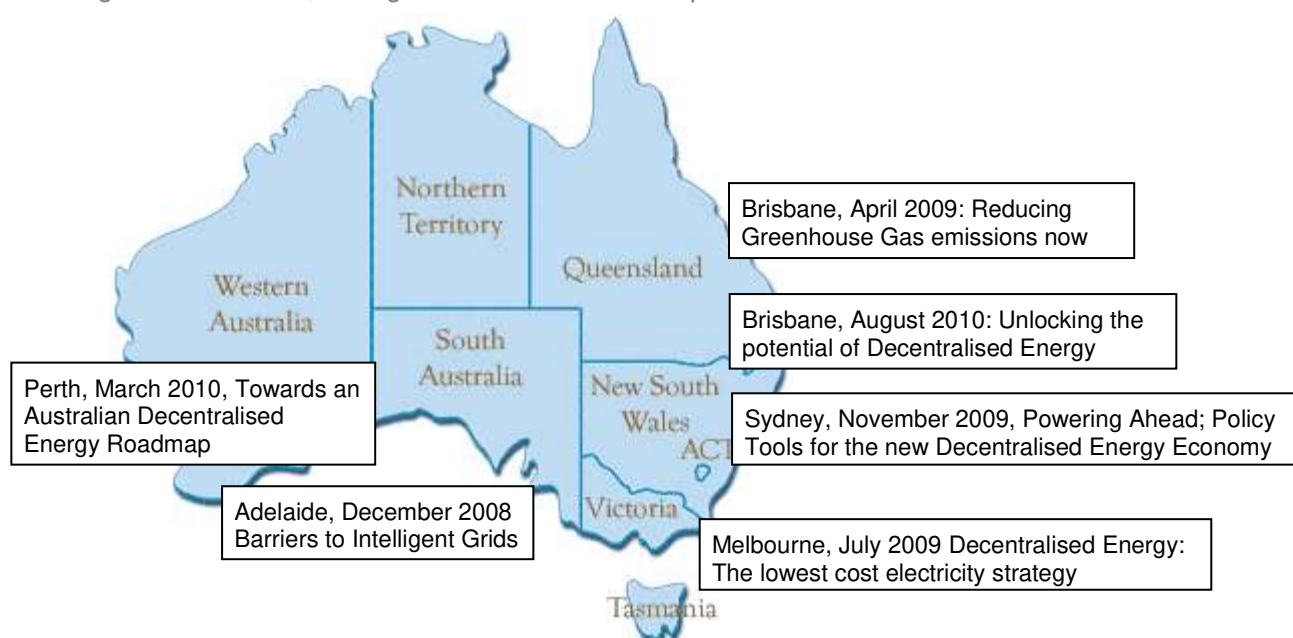 Northern
Territory
Western
Australia
Queensland
South
Australia
New South
Wales
ACT
Victoria
Tasmania
Brisbane, April 2009: Reducing
Greenhouse Gas emissions now
Brisbane, August 2010: Unlocking the
potential of Decentralised Energy
Perth, March 2010, Towards an
Australian Decentralised
Energy Roadmap
Sydney, November 2009, Powering Ahead; Policy
Tools for the new Decentralised Energy Economy
Adelaide, December 2008
Barriers to Intelligent Grids
Melbourne, July 2009 Decentralised Energy:
The lowest cost electricity strategy